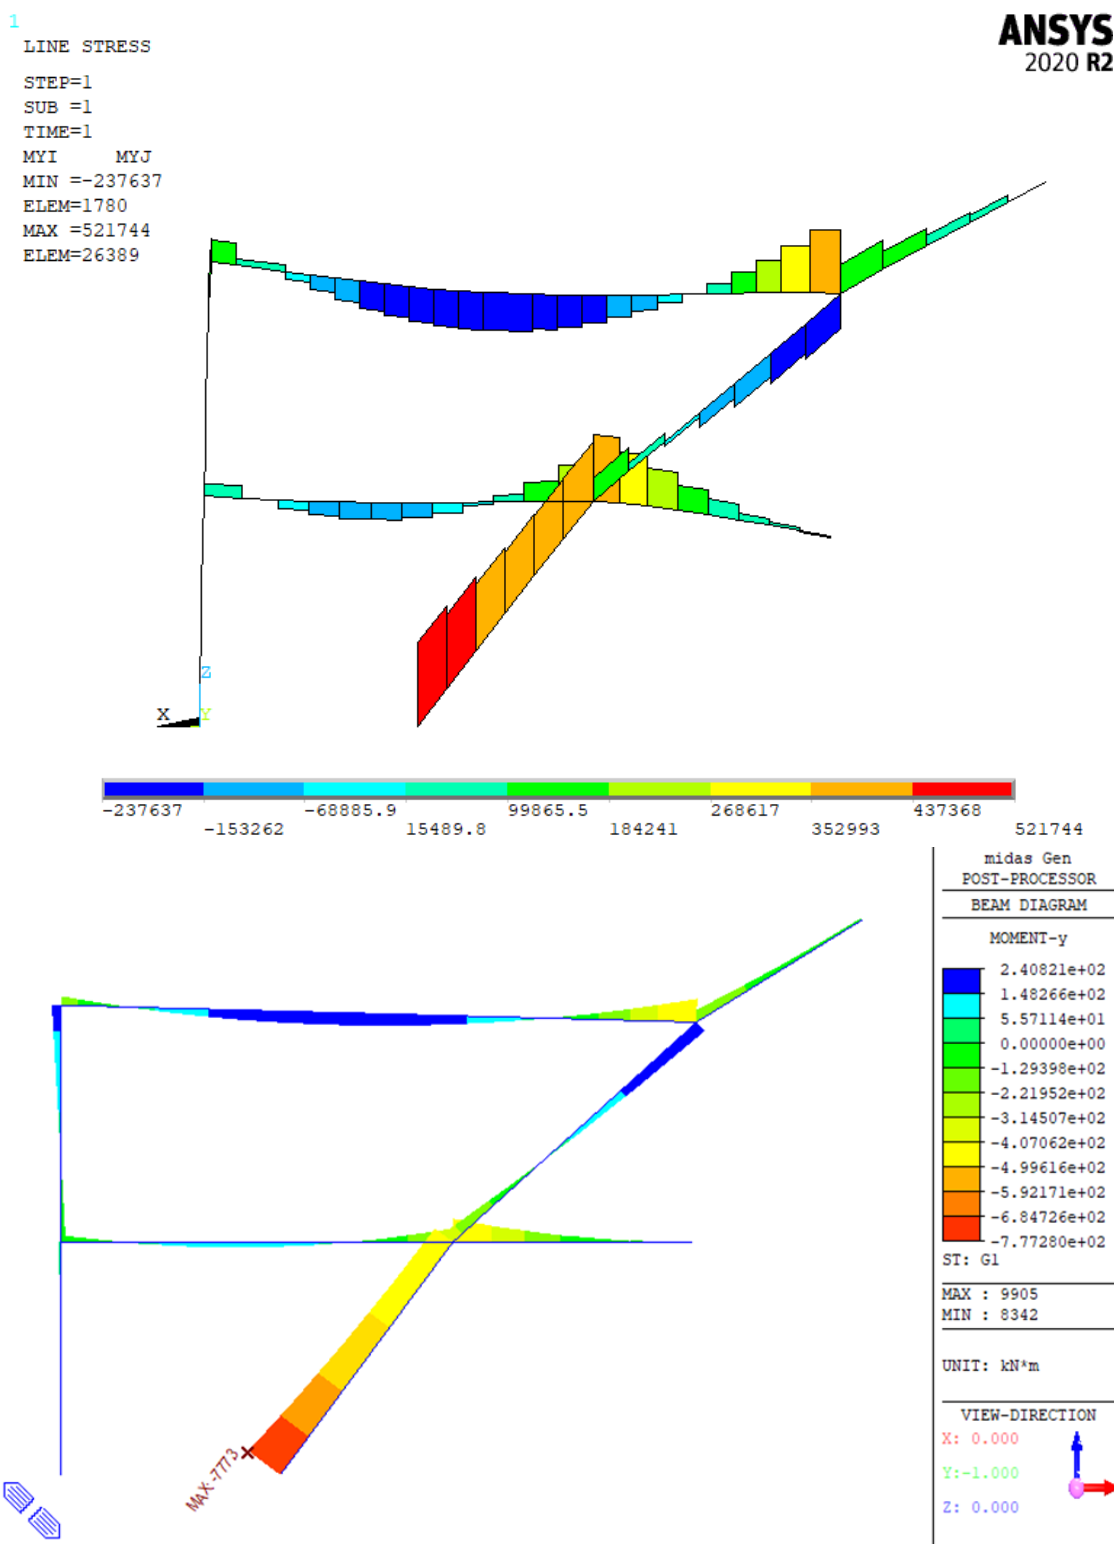 1
LINE STRESS
STEP=1
SUB =1
TIME=1
MYI MYJ
MIN =-237637
ELEM=1780
MAX =521744
ELEM=26389
ANSYS
2020 R2
Z
X
Y
-237637 -68885.9 99865.5 268617 437368
-153262 15489.8 184241 352993 521744
midas Gen
POST-PROCESSOR
BEAM DIAGRAM
MOMENT-y
2.40821e+02
1.48266e+02
5.57114e+01
0.00000e+00
-1.29398e+02
-2.21952e+02
-3.14507e+02
-4.07062e+02
-4.99616e+02
-5.92171e+02
-6.84726e+02
-7.77280e+02
ST: G1
MAX : 9905
MIN : 8342
UNIT: kN*m
VIEW-DIRECTION
X: 0.000
Y:-1.000
Z: 0.000
MAX:-7773